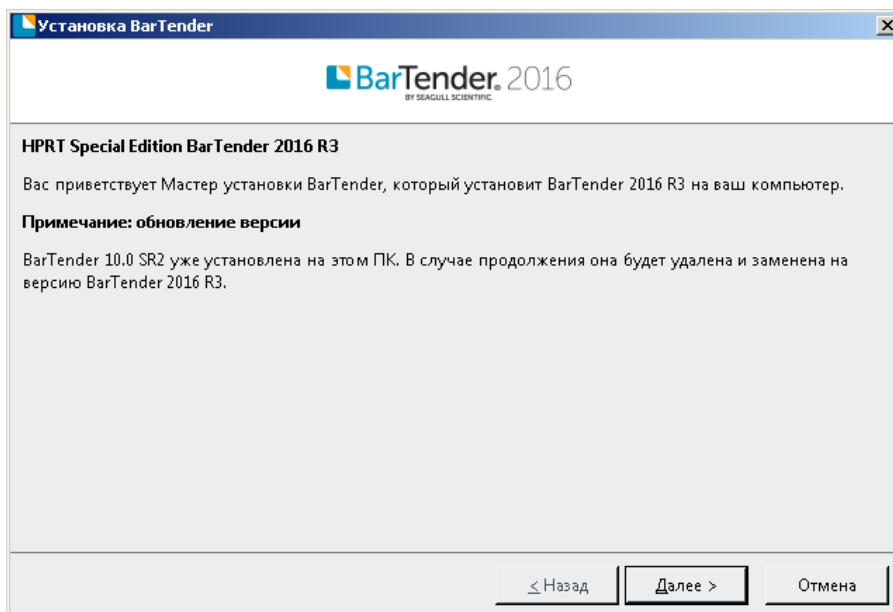 Установка BarTender
BarTender® 2016
BY SEAGULL SCIENTIFIC
HPRT Special Edition BarTender 2016 R3
Вас приветствует Мастер установки BarTender, который установит BarTender 2016 R3 на ваш компьютер.
Примечание: обновление версии
BarTender 10.0 SR2 уже установлена на этом ПК. В случае продолжения она будет удалена и заменена на
версию BarTender 2016 R3.
< Назад
Далее >
Отмена